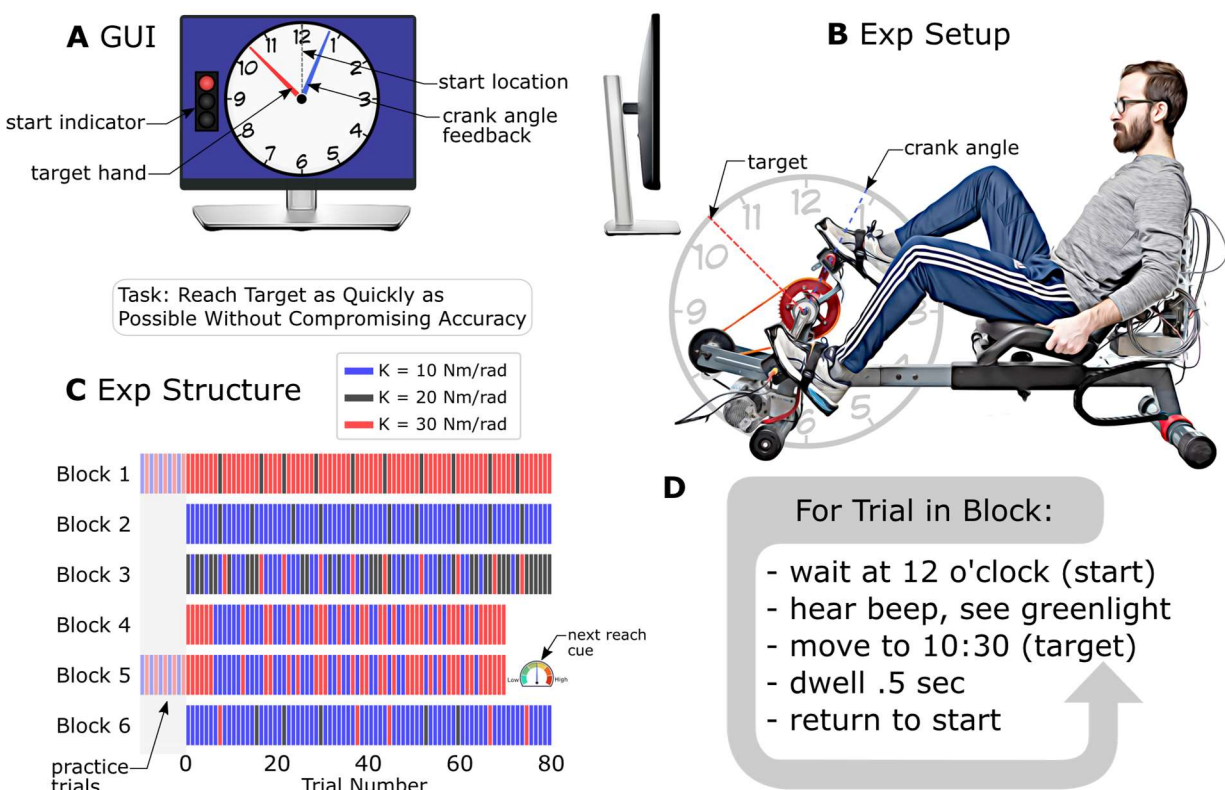 A GUI
12
1
2
3
4
5
6
7
8
9
10
11
start location
crank angle
feedback
start indicator
target hand
B Exp Setup
target
crank angle
12
11
10
9
3
5
6
Task: Reach Target as Quickly as
Possible Without Compromising Accuracy
C Exp Structure
K = 10 Nm/rad
K = 20 Nm/rad
K = 30 Nm/rad
Block 1
Block 2
Block 3
Block 4
Block 5
Block 6
next reach
cue
Low
High
practice
trials
0 20 40 60 80
Trial Number
D
For Trial in Block:
- wait at 12 o'clock (start)
- hear beep, see greenlight
- move to 10:30 (target)
- dwell .5 sec
- return to start